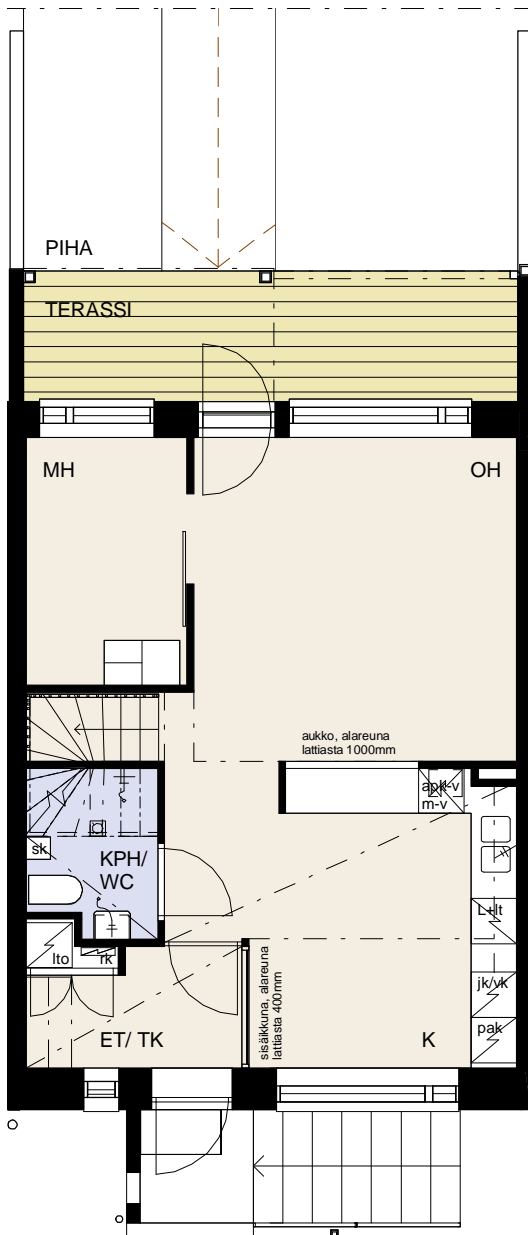 PIHA
TERASSI
MH
OH
aukko, alareuna
lattiasta 1000mm
apk-v
m-v
sk
KPH/
WC
L+lt
lto
rk
jk/vk
sisäikkuna, alareuna
lattiasta 400mm
pak
ET/ TK
K